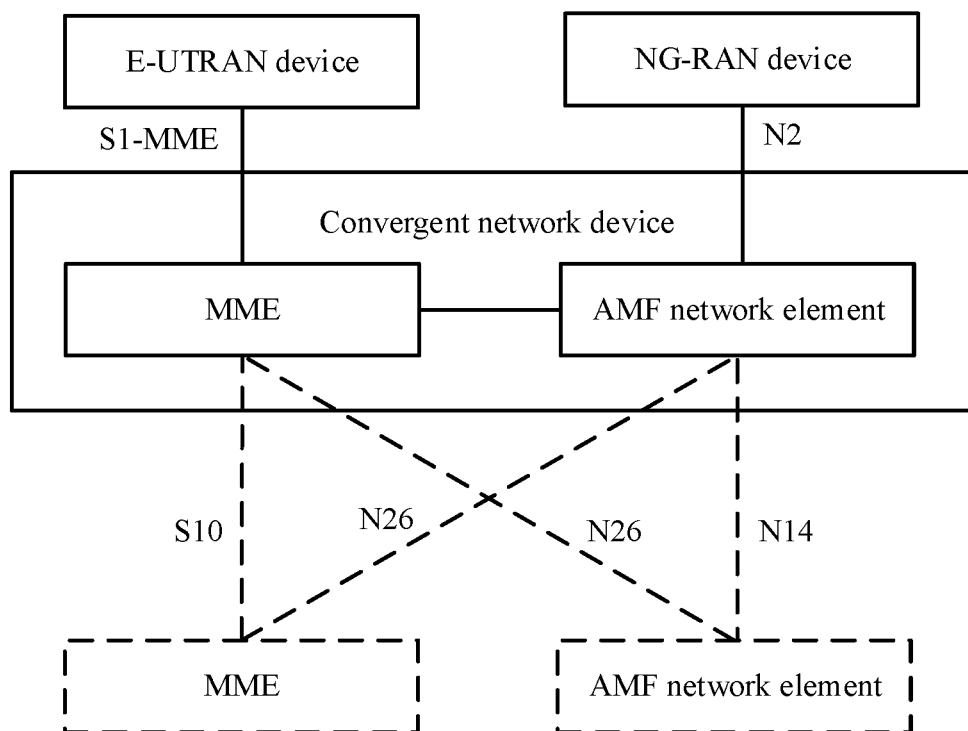 E-UTRAN device
NG-RAN device
S1-MME
N2
Convergent network device
MME
AMF network element
S10
N26
N26
N14
MME
AMF network element